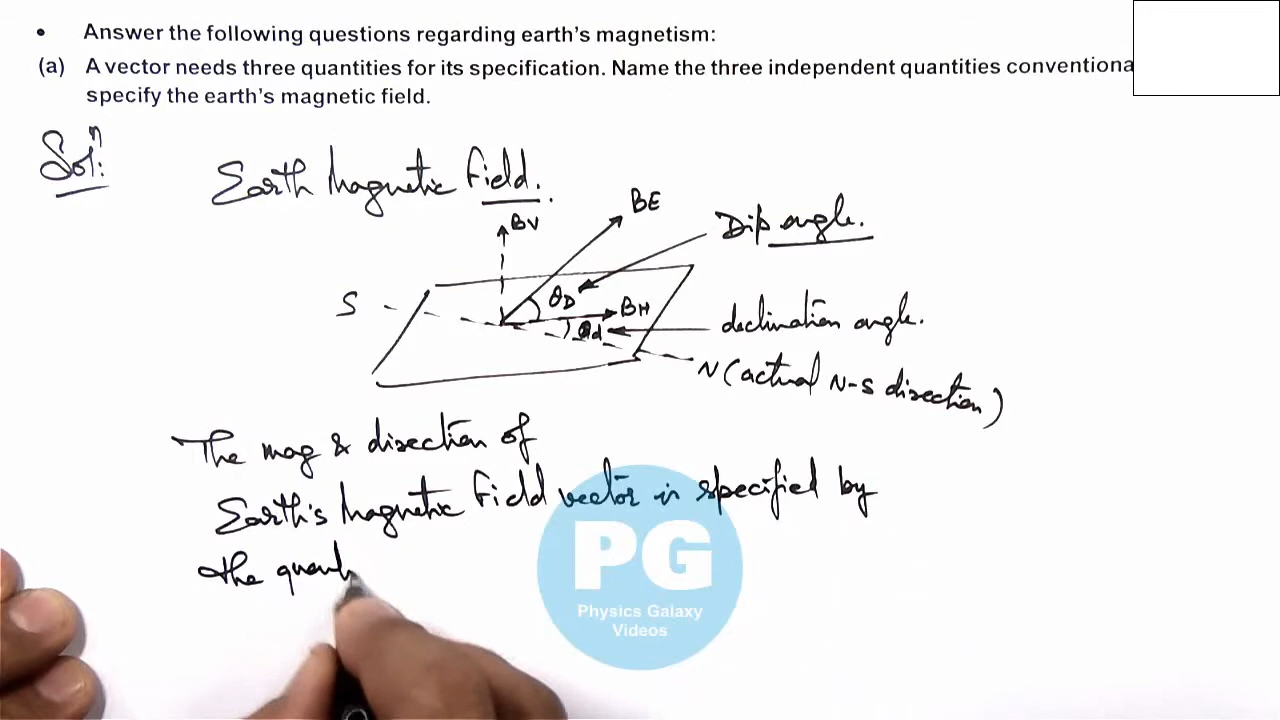 • Answer the following questions regarding earth's magnetism:
(a) A vector needs three quantities for its specification. Name the three independent quantities conventiona
specify the earth's magnetic field.
Solⁿ:
Earth Magnetic Field.
BV
BE
Dip angle.
S
θD
BH
θd
declination angle.
N (actual N-S direction)
The mag & direction of
Earth's Magnetic Field vector is specified by
the quant
PG
Physics Galaxy
Videos